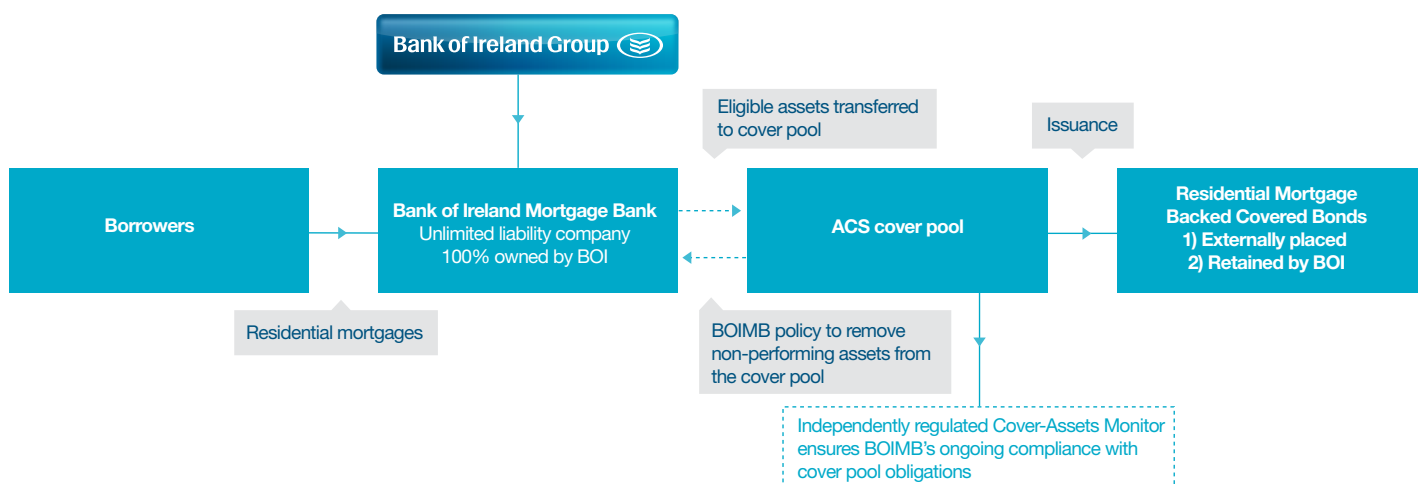 Bank of Ireland Group
Eligible assets transferred
to cover pool
Issuance
Borrowers
Bank of Ireland Mortgage Bank
Unlimited liability company
100% owned by BOI
ACS cover pool
Residential Mortgage
Backed Covered Bonds
1) Externally placed
2) Retained by BOI
Residential mortgages
BOIMB policy to remove
non-performing assets from
the cover pool
Independently regulated Cover-Assets Monitor
ensures BOIMB’s ongoing compliance with
cover pool obligations